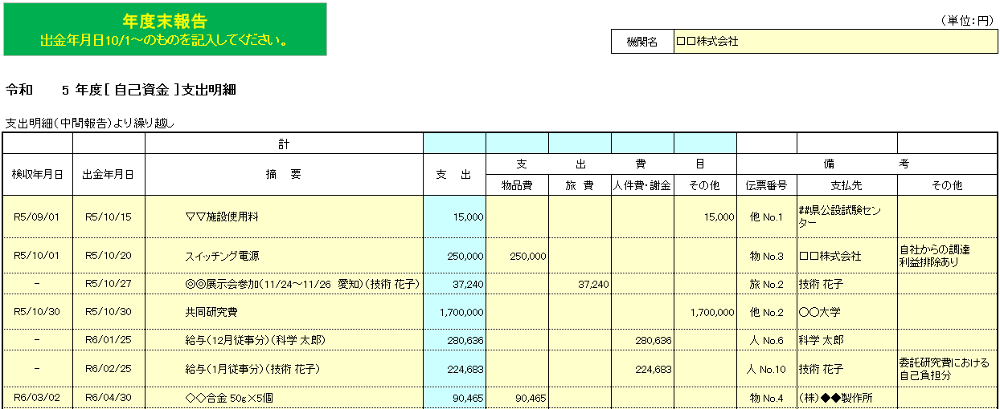 年度末報告
出金年月日10/1～のものを記入してください。
（単位：円）
機関名 □□株式会社
令和 5 年度［ 自己資金 ］支出明細
支出明細（中間報告）より繰り越し
計
検収年月日 出金年月日 摘 要 支 出 支 出 費 目 備 考
物品費 旅 費 人件費・謝金 その他 伝票番号 支払先 その他
R5/09/01 R5/10/15 ▽▽施設使用料 15,000 15,000 他 No.1 ##県公設試験セン
ター
R5/10/01 R5/10/20 スイッチング電源 250,000 250,000 物 No.3 □□株式会社 自社からの調達
利益排除あり
- R5/10/27 ◎◎展示会参加（11/24～11/26 愛知）（技術 花子） 37,240 37,240 旅 No.2 技術 花子
R5/10/30 R5/10/30 共同研究費 1,700,000 1,700,000 他 No.2 〇〇大学
- R6/01/25 給与（12月従事分）（科学 太郎） 280,636 280,636 人 No.6 科学 太郎
- R6/02/25 給与（1月従事分）（技術 花子） 224,683 224,683 人 No.10 技術 花子 委託研究費における
自己負担分
R6/03/02 R6/04/30 ◇◇合金 50g×5個 90,465 90,465 物 No.4 （株）◆◆製作所